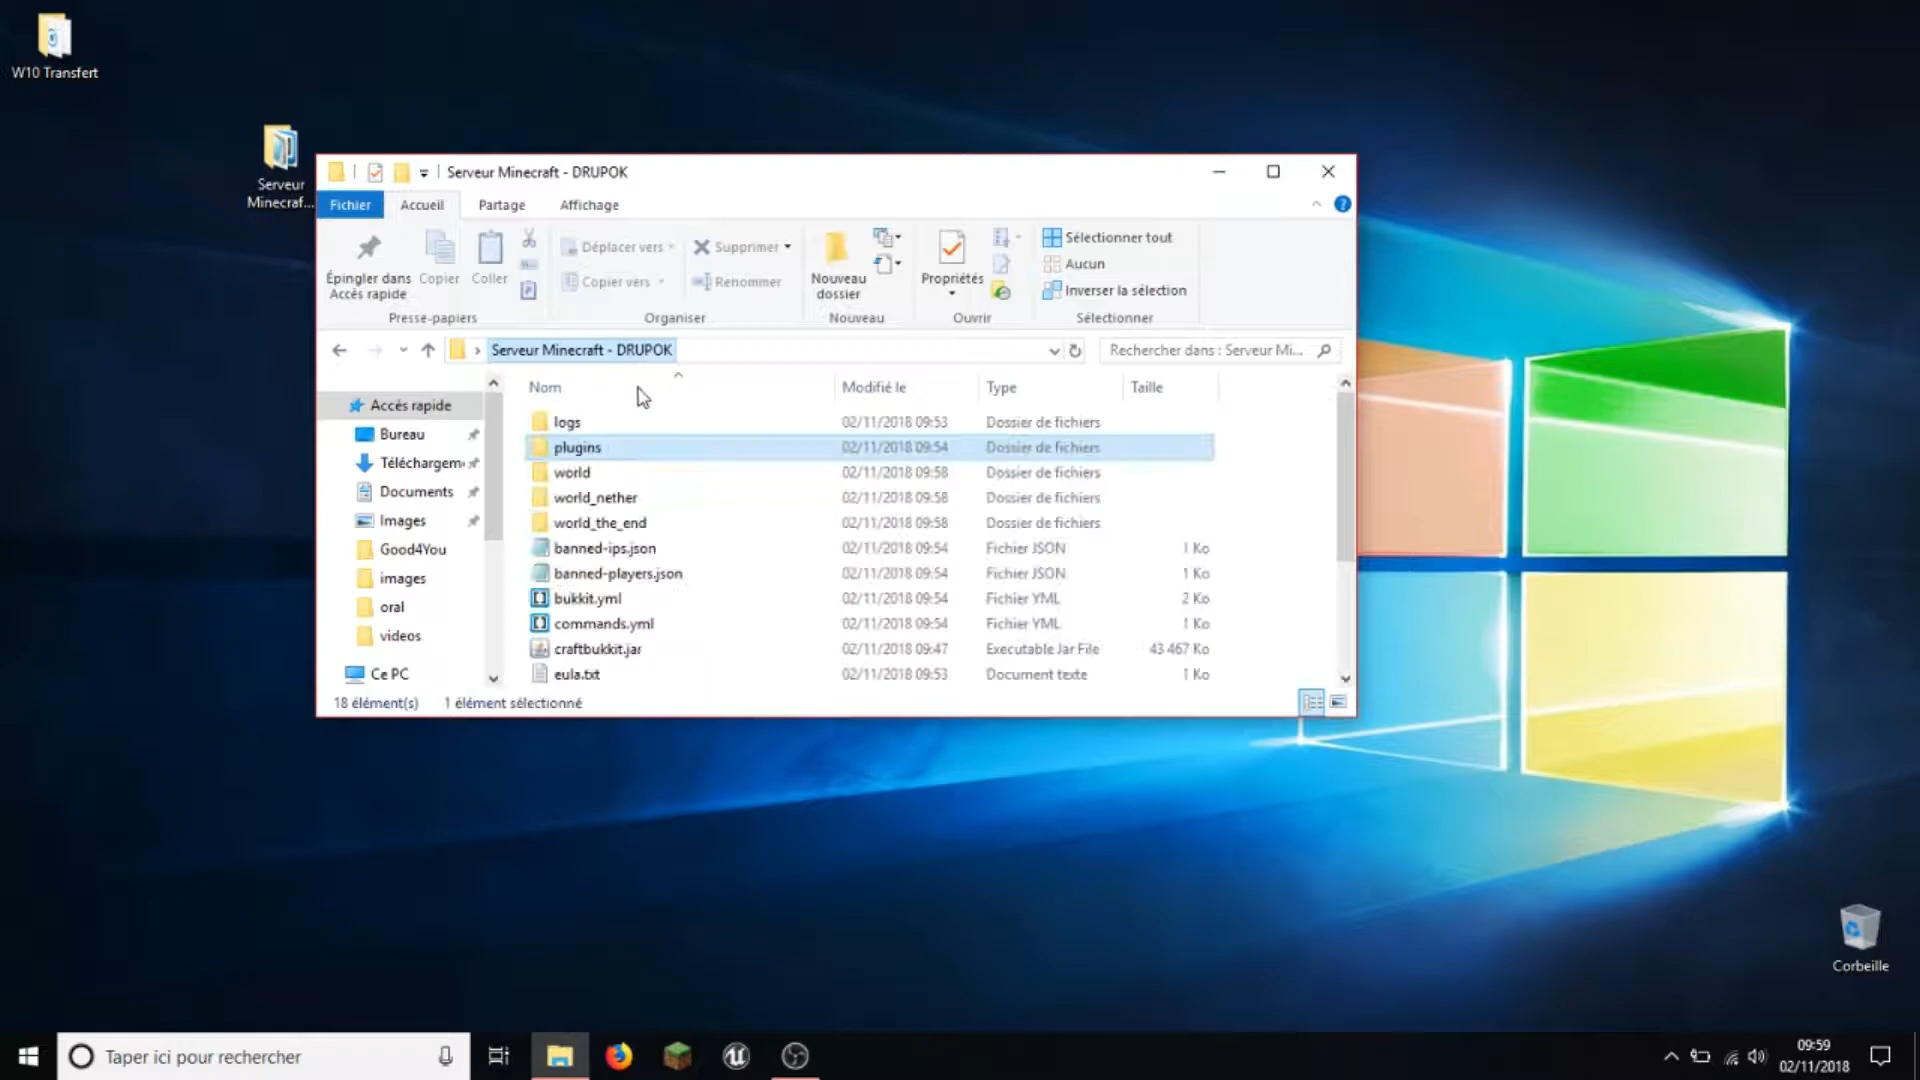 W10 Transfert
Serveur
Minecraf...
Serveur Minecraft - DRUPOK
Fichier
Accueil
Partage
Affichage
Épingler dans
Accès rapide
Copier
Coller
Presse-papiers
Déplacer vers
Copier vers
Supprimer
Renommer
Organiser
Nouveau
dossier
Nouveau
Propriétés
Ouvrir
Sélectionner tout
Aucun
Inverser la sélection
Sélectionner
Serveur Minecraft - DRUPOK
Rechercher dans : Serveur Mi...
Nom Modifié le Type Taille
Accès rapide
Bureau
Téléchargem
Documents
Images
Good4You
images
oral
videos
Ce PC
logs 02/11/2018 09:53 Dossier de fichiers
plugins 02/11/2018 09:54 Dossier de fichiers
world 02/11/2018 09:58 Dossier de fichiers
world_nether 02/11/2018 09:58 Dossier de fichiers
world_the_end 02/11/2018 09:58 Dossier de fichiers
banned-ips.json 02/11/2018 09:54 Fichier JSON 1 Ko
banned-players.json 02/11/2018 09:54 Fichier JSON 1 Ko
bukkit.yml 02/11/2018 09:54 Fichier YML 2 Ko
commands.yml 02/11/2018 09:54 Fichier YML 1 Ko
craftbukkit.jar 02/11/2018 09:47 Executable Jar File 43 467 Ko
eula.txt 02/11/2018 09:53 Document texte 1 Ko
18 élément(s) 1 élément sélectionné
Corbeille
Taper ici pour rechercher
09:59
02/11/2018